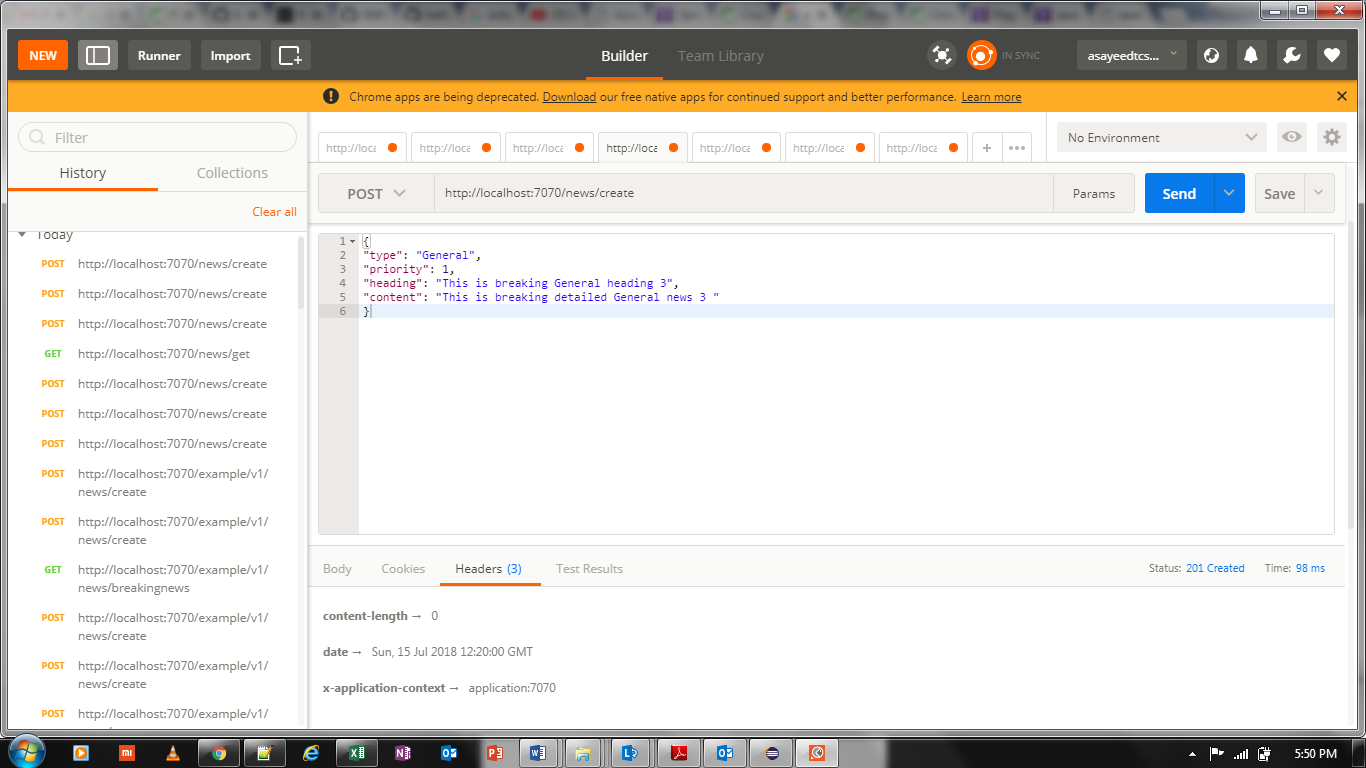 NEW
Runner
Import
Builder
Team Library
IN SYNC
asayeedtcs...
Chrome apps are being deprecated. Download our free native apps for continued support and better performance. Learn more
Filter
History
Collections
Clear all
Today
POST http://localhost:7070/news/create
POST http://localhost:7070/news/create
POST http://localhost:7070/news/create
GET http://localhost:7070/news/get
POST http://localhost:7070/news/create
POST http://localhost:7070/news/create
POST http://localhost:7070/news/create
POST http://localhost:7070/example/v1/
news/create
POST http://localhost:7070/example/v1/
news/create
GET http://localhost:7070/example/v1/
news/breakingnews
POST http://localhost:7070/example/v1/
news/create
POST http://localhost:7070/example/v1/
news/create
POST http://localhost:7070/example/v1/
http://loca http://loca http://loca http://loca http://loca http://loca http://loca + •••
No Environment
POST http://localhost:7070/news/create Params Send Save
1 {
2 "type": "General",
3 "priority": 1,
4 "heading": "This is breaking General heading 3",
5 "content": "This is breaking detailed General news 3 "
6 }
Body Cookies Headers (3) Test Results Status: 201 Created Time: 98 ms
content-length → 0
date → Sun, 15 Jul 2018 12:20:00 GMT
x-application-context → application:7070
5:50 PM